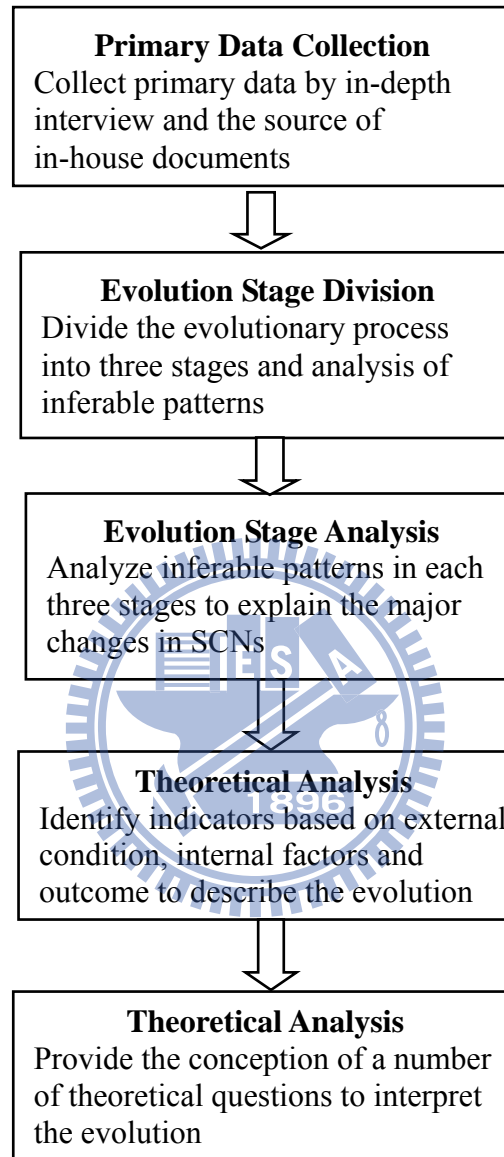 Primary Data Collection
Collect primary data by in-depth
interview and the source of
in-house documents
Evolution Stage Division
Divide the evolutionary process
into three stages and analysis of
inferable patterns
Evolution Stage Analysis
Analyze inferable patterns in each
three stages to explain the major
changes in SCNs
E S A
Theoretical Analysis
1896
Identify indicators based on external
condition, internal factors and
outcome to describe the evolution
Theoretical Analysis
Provide the conception of a number
of theoretical questions to interpret
the evolution